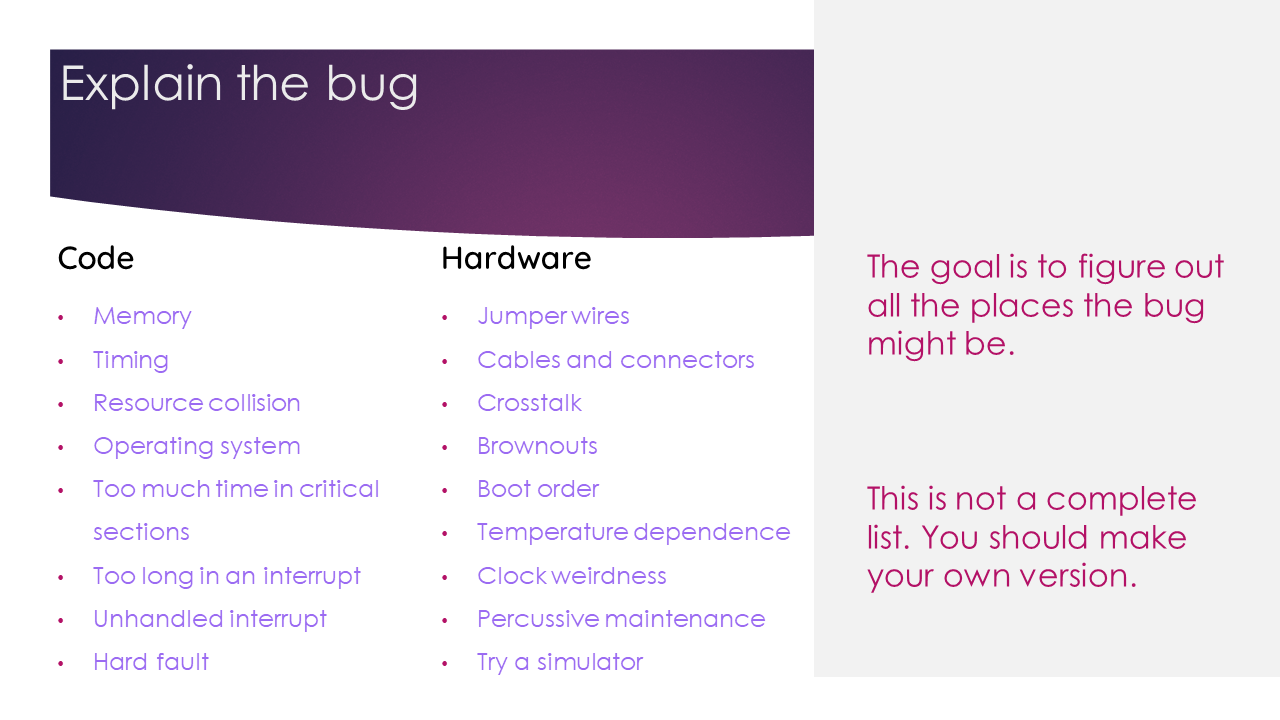 Explain the bug
Code
• Memory
• Timing
• Resource collision
• Operating system
• Too much time in critical
sections
• Too long in an interrupt
• Unhandled interrupt
• Hard fault
Hardware
• Jumper wires
• Cables and connectors
• Crosstalk
• Brownouts
• Boot order
• Temperature dependence
• Clock weirdness
• Percussive maintenance
• Try a simulator
The goal is to figure out
all the places the bug
might be.
This is not a complete
list. You should make
your own version.